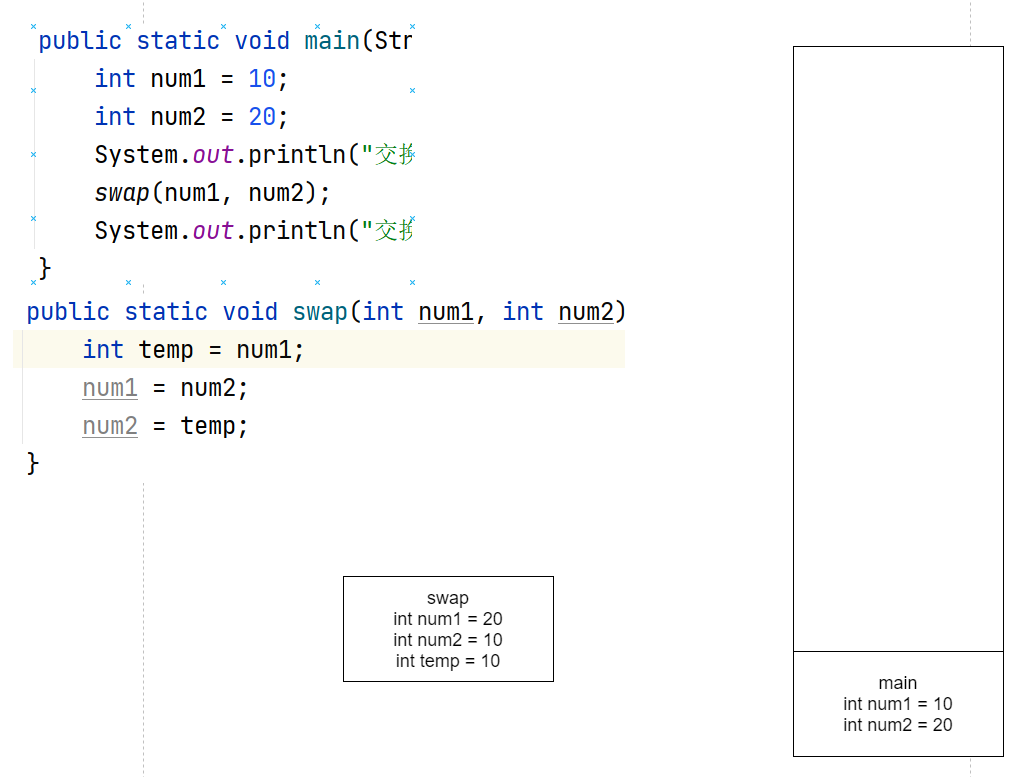 public static void main(Str
int num1 = 10;
int num2 = 20;
System.out.println("交换
swap(num1, num2);
System.out.println("交换
}
public static void swap(int num1, int num2)
int temp = num1;
num1 = num2;
num2 = temp;
}
swap
int num1 = 20
int num2 = 10
int temp = 10
main
int num1 = 10
int num2 = 20